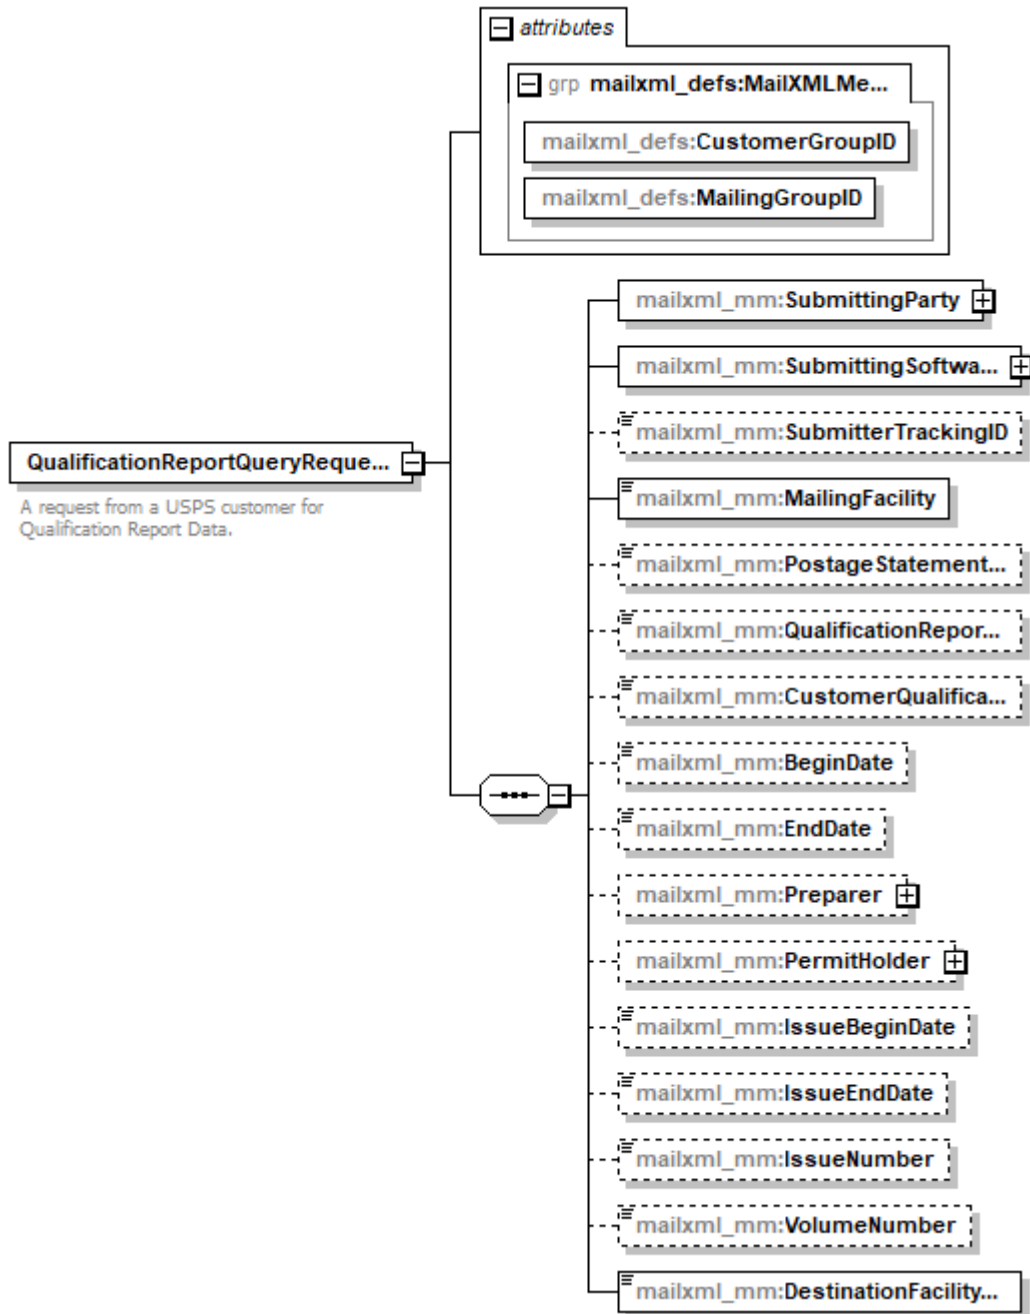 attributes
grp mailxml_defs:MailXMLMe...
mailxml_defs:CustomerGroupID
mailxml_defs:MailingGroupID
mailxml_mm:SubmittingParty
mailxml_mm:SubmittingSoftwa...
mailxml_mm:SubmitterTrackingID
QualificationReportQueryReque...
A request from a USPS customer for
Qualification Report Data.
mailxml_mm:MailingFacility
mailxml_mm:PostageStatement...
mailxml_mm:QualificationRepor...
mailxml_mm:CustomerQualifica...
mailxml_mm:BeginDate
mailxml_mm:EndDate
mailxml_mm:Preparer
mailxml_mm:PermitHolder
mailxml_mm:IssueBeginDate
mailxml_mm:IssueEndDate
mailxml_mm:IssueNumber
mailxml_mm:VolumeNumber
mailxml_mm:DestinationFacility...